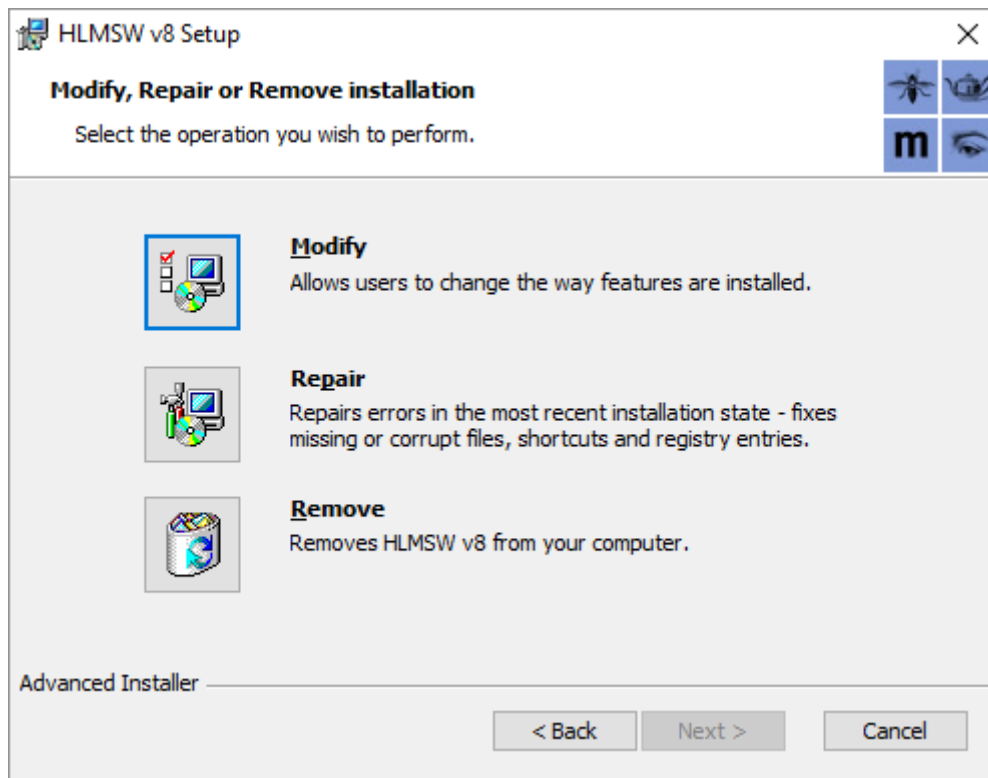 HLMSW v8 Setup
Modify, Repair or Remove installation
Select the operation you wish to perform.
m
Modify
Allows users to change the way features are installed.
Repair
Repairs errors in the most recent installation state - fixes
missing or corrupt files, shortcuts and registry entries.
Remove
Removes HLMSW v8 from your computer.
Advanced Installer
< Back
Next >
Cancel